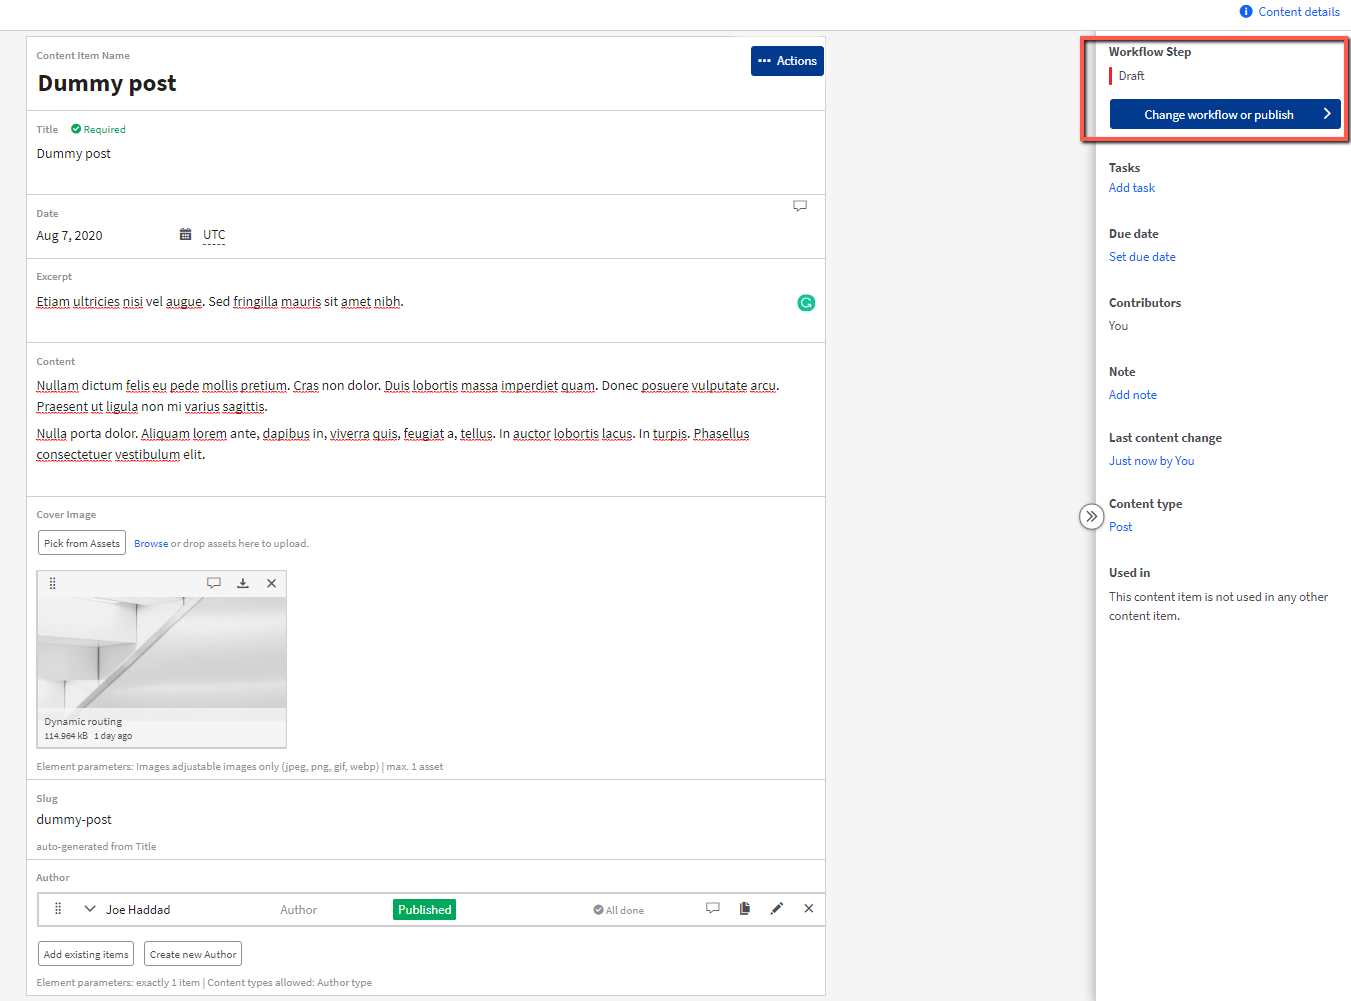 Content details
Content Item Name
Dummy post
Actions
Title Required
Dummy post
Date
Aug 7, 2020 UTC
Excerpt
Etiam ultricies nisi vel augue. Sed fringilla mauris sit amet nibh.
Content
Nullam dictum felis eu pede mollis pretium. Cras non dolor. Duis lobortis massa imperdiet quam. Donec posuere vulputate arcu.
Praesent ut ligula non mi varius sagittis.
Nulla porta dolor. Aliquam lorem ante, dapibus in, viverra quis, feugiat a, tellus. In auctor lobortis lacus. In turpis. Phasellus
consectetuer vestibulum elit.
Cover Image
Pick from Assets Browse or drop assets here to upload.
Dynamic routing
114.964 kB 1 day ago
Element parameters: Images adjustable images only (jpeg, png, gif, webp) | max. 1 asset
Slug
dummy-post
auto-generated from Title
Author
Joe Haddad Author Published All done
Add existing items Create new Author
Element parameters: exactly 1 item | Content types allowed: Author type
Workflow Step
Draft
Change workflow or publish
Tasks
Add task
Due date
Set due date
Contributors
You
Note
Add note
Last content change
Just now by You
Content type
Post
Used in
This content item is not used in any other
content item.